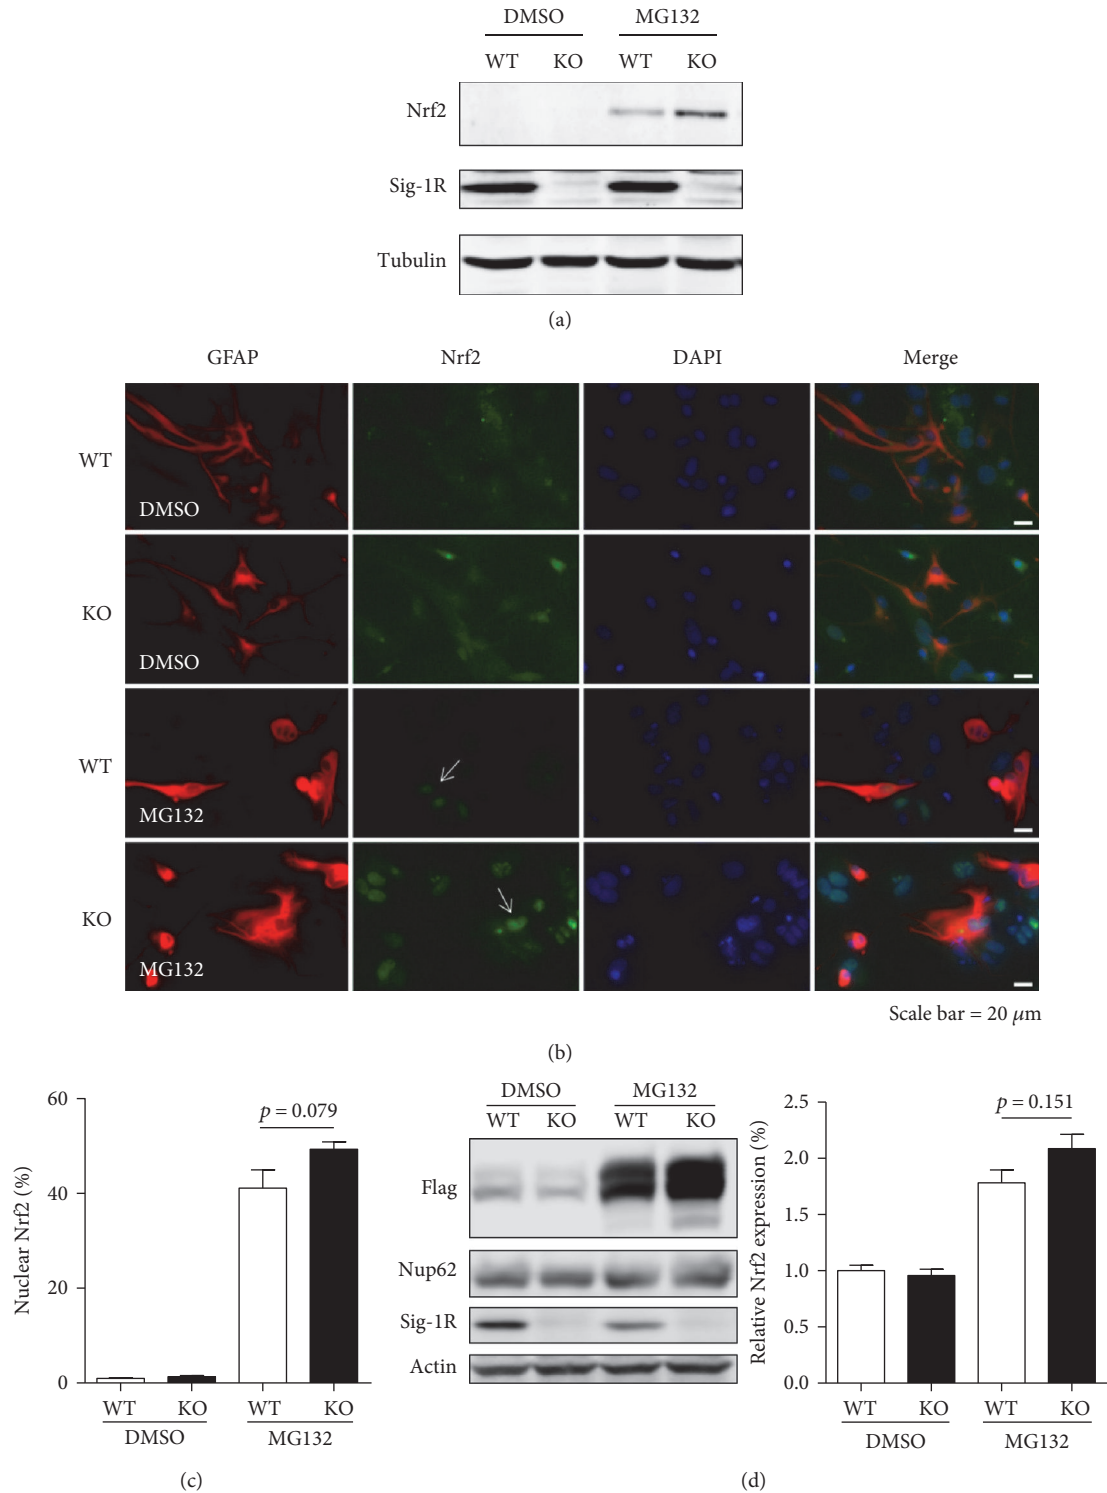 DMSO MG132
WT KO WT KO
Nrf2
Sig-1R
Tubulin
(a)
GFAP Nrf2 DAPI Merge
WT
DMSO
KO
DMSO
WT
MG132
KO
MG132
Scale bar = 20 μm
(b)
60
40
20
0
Nuclear Nrf2 (%)
p = 0.079
WT KO WT KO
DMSO MG132
(c)
DMSO MG132
WT KO WT KO
Flag
Nup62
Sig-1R
Actin
2.5
2.0
1.5
1.0
0.5
0.0
Relative Nrf2 expression (%)
p = 0.151
WT KO WT KO
DMSO MG132
(d)